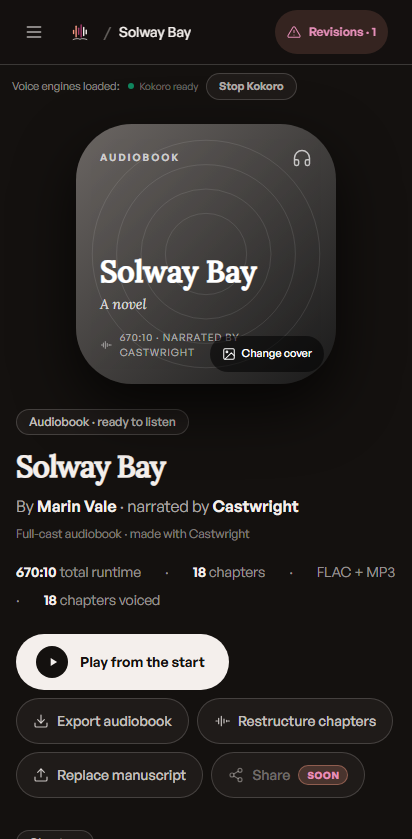 / Solway Bay
Revisions · 1
Voice engines loaded: Kokoro ready Stop Kokoro
AUDIOBOOK
Solway Bay
A novel
670:10 · NARRATED BY
CASTWRIGHT
Change cover
Audiobook · ready to listen
Solway Bay
By Marin Vale · narrated by Castwright
Full-cast audiobook · made with Castwright
670:10 total runtime · 18 chapters · FLAC + MP3
· 18 chapters voiced
Play from the start
Export audiobook
Restructure chapters
Replace manuscript
Share SOON